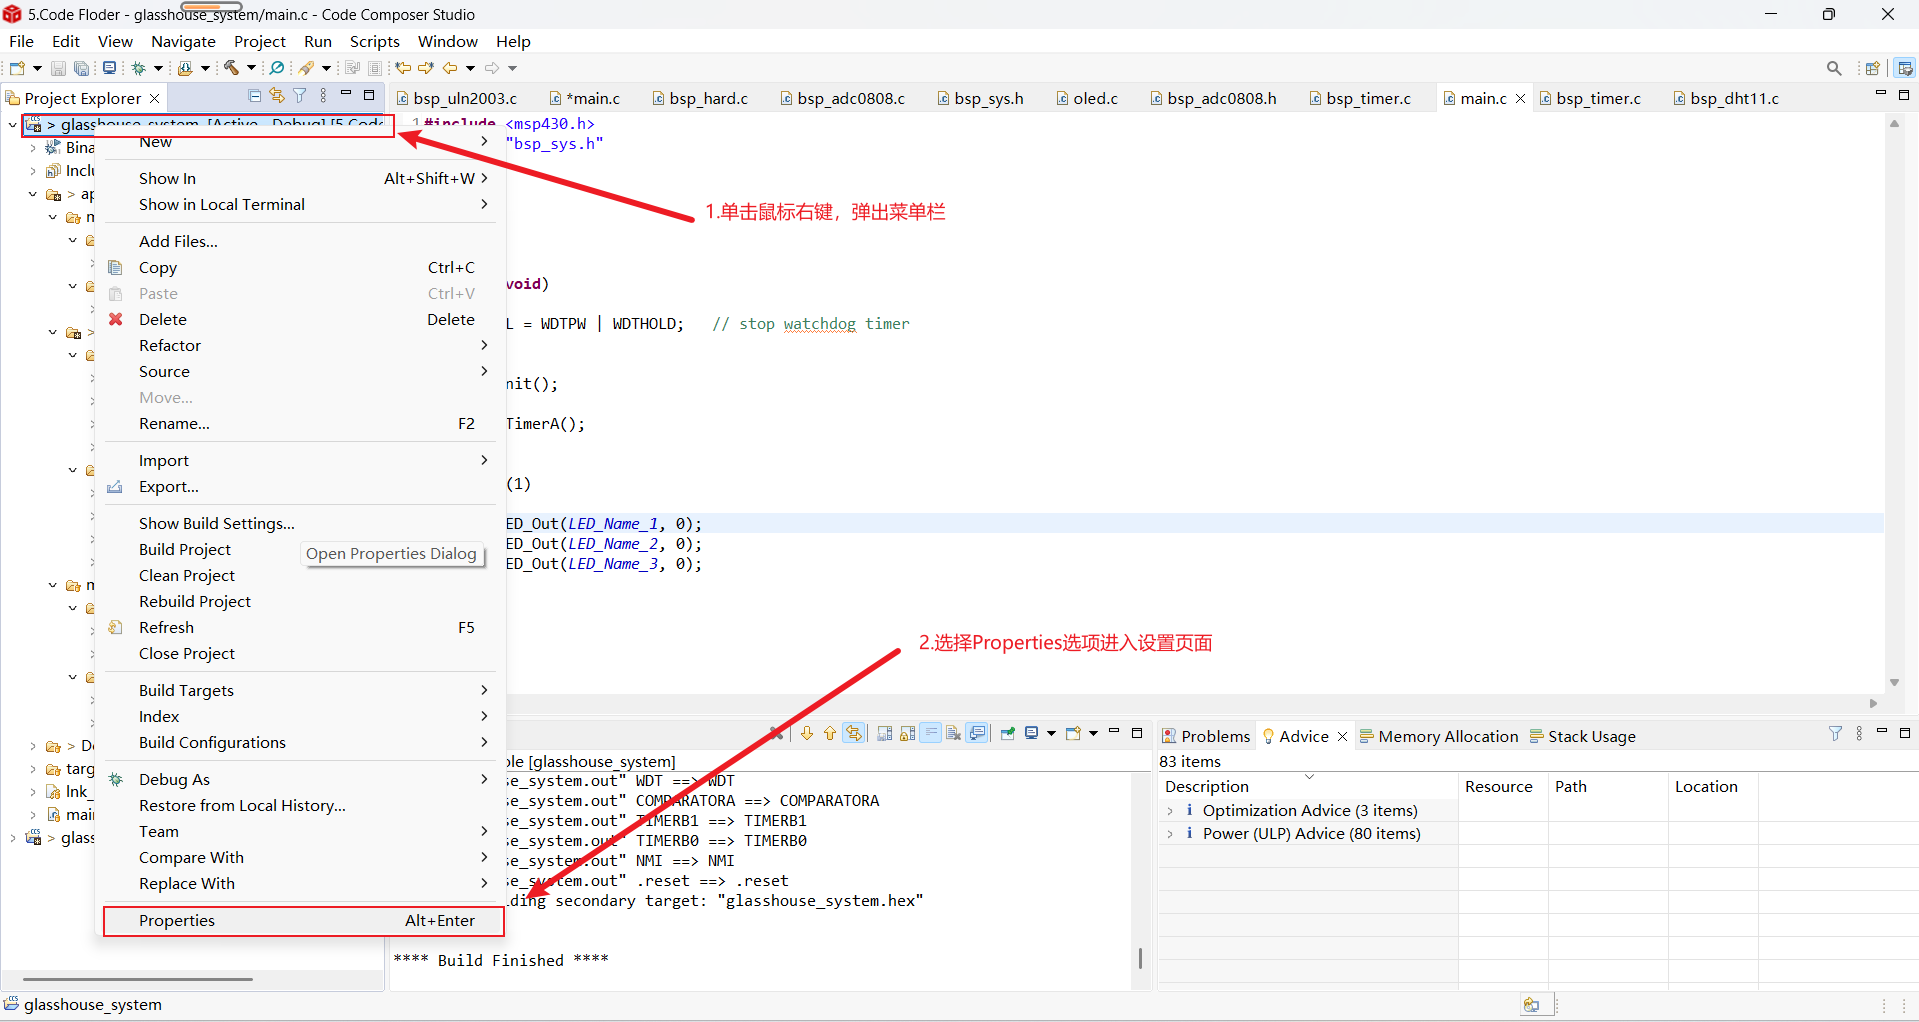 5.Code Floder - glasshouse_system/main.c - Code Composer Studio
File Edit View Navigate Project Run Scripts Window Help
Project Explorer
bsp_uln2003.c *main.c bsp_hard.c bsp_adc0808.c bsp_sys.h oled.c bsp_adc0808.h bsp_timer.c main.c bsp_timer.c bsp_dht11.c
> glasshouse_system [Active - Debug] [5.Code
Bina
Inclu
> ap
m
>
m
> De
targ
lnk_
mai
> glass
New
Show In Alt+Shift+W
Show in Local Terminal
Add Files...
Copy Ctrl+C
Paste Ctrl+V
Delete Delete
Refactor
Source
Move...
Rename... F2
Import
Export...
Show Build Settings...
Build Project
Open Properties Dialog
Clean Project
Rebuild Project
Refresh F5
Close Project
Build Targets
Index
Build Configurations
Debug As
Restore from Local History...
Team
Compare With
Replace With
Properties Alt+Enter
1 #include <msp430.h>
"bsp_sys.h"
1.单击鼠标右键，弹出菜单栏
void)
L = WDTPW | WDTHOLD; // stop watchdog timer
nit();
TimerA();
(1)
ED_Out(LED_Name_1, 0);
ED_Out(LED_Name_2, 0);
ED_Out(LED_Name_3, 0);
2.选择Properties选项进入设置页面
ole [glasshouse_system]
se_system.out" WDT ==> WDT
se_system.out" COMPARATORA ==> COMPARATORA
se_system.out" TIMERB1 ==> TIMERB1
se_system.out" TIMERB0 ==> TIMERB0
se_system.out" NMI ==> NMI
se_system.out" .reset ==> .reset
lding secondary target: "glasshouse_system.hex"
**** Build Finished ****
Problems Advice Memory Allocation Stack Usage
83 items
Description Resource Path Location
Optimization Advice (3 items)
Power (ULP) Advice (80 items)
glasshouse_system